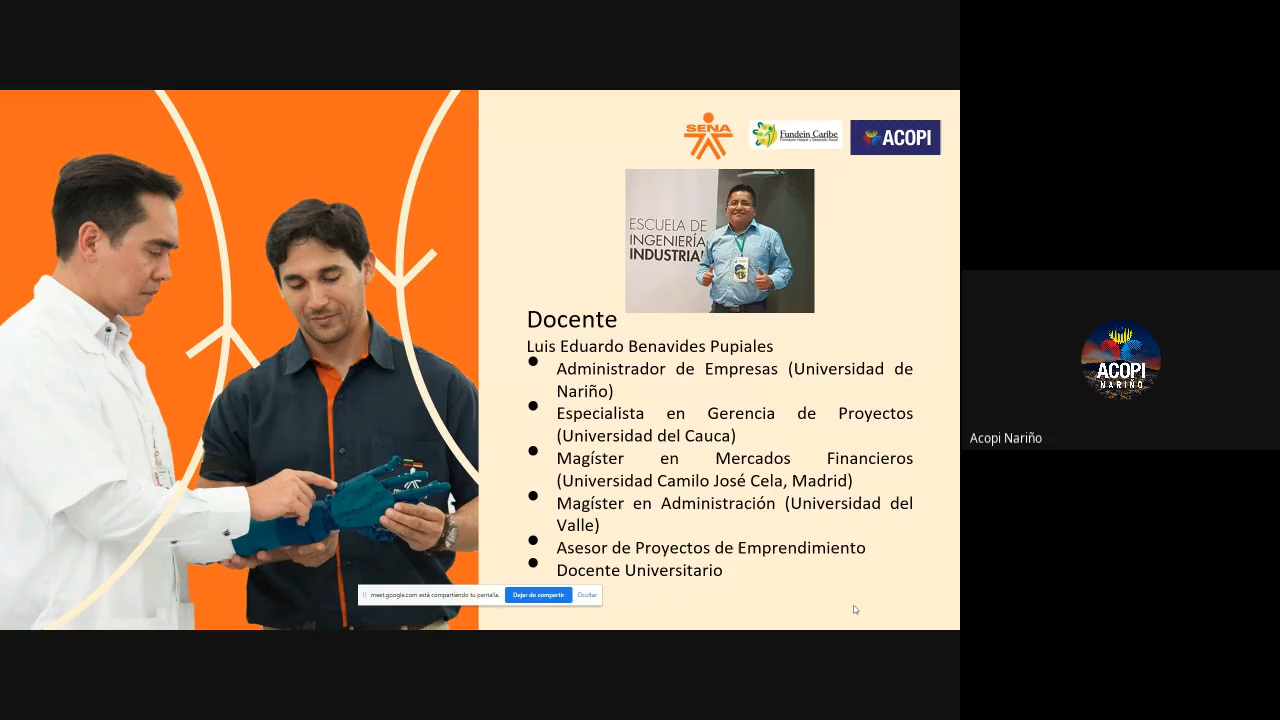 SENA
Fundein Caribe
ACOPI
ESCUELA DE
INGENIERÍA
INDUSTRIAL
Docente
Luis Eduardo Benavides Pupiales
● Administrador de Empresas (Universidad de
Nariño)
● Especialista en Gerencia de Proyectos
(Universidad del Cauca)
● Magíster en Mercados Financieros
(Universidad Camilo José Cela, Madrid)
● Magíster en Administración (Universidad del
Valle)
● Asesor de Proyectos de Emprendimiento
● Docente Universitario
meet.google.com está compartiendo tu pantalla.
Dejar de compartir
Ocultar
ACOPI
NARIÑO
Acopi Nariño